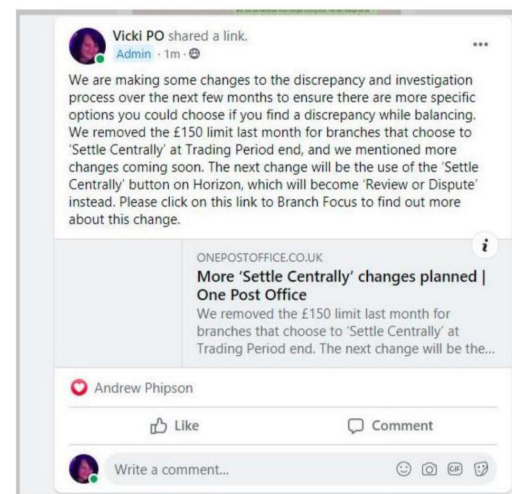 Vicki PO shared a link.
Admin · 1m ·
We are making some changes to the discrepancy and investigation
process over the next few months to ensure there are more specific
options you could choose if you find a discrepancy while balancing.
We removed the £150 limit last month for branches that choose to
'Settle Centrally' at Trading Period end, and we mentioned more
changes coming soon. The next change will be the use of the 'Settle
Centrally' button on Horizon, which will become 'Review or Dispute'
instead. Please click on this link to Branch Focus to find out more
about this change.
i
ONEPOSTOFFICE.CO.UK
More 'Settle Centrally' changes planned |
One Post Office
We removed the £150 limit last month for
branches that choose to 'Settle Centrally' at
Trading Period end. The next change will be the...
Andrew Phipson
Like Comment
Write a comment... GIF